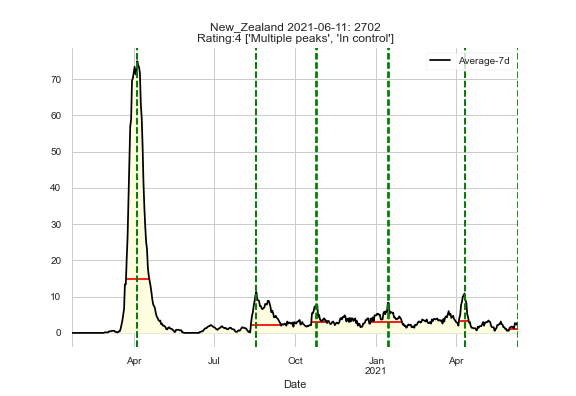 New_Zealand 2021-06-11: 2702
Rating:4 ['Multiple peaks', 'In control']
Average-7d
70
60
50
40
30
20
10
0
Apr
Jul
Oct
Jan
2021
Apr
Date